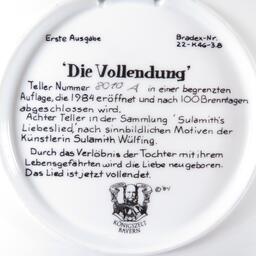 Erste Ausgabe
Bradex-Nr.
22-K46-3.8
'Die Vollendung'
Teller Nummer 8010 A in einer begrenzten
Auflage, die 1984 eröffnet und nach 100 Brenntagen
abgeschlossen wird.
Achter Teller in der Sammlung 'Sulamith's
Liebeslied,' nach sinnbildlichen Motiven der
Künstlerin Sulamith Wülfing.
Durch das Verlöbnis der Tochter mit ihrem
Lebensgefährten wird die Liebe neu geboren.
Das Lied ist jetzt vollendet.
KÖNIGSZELT
BAYERN